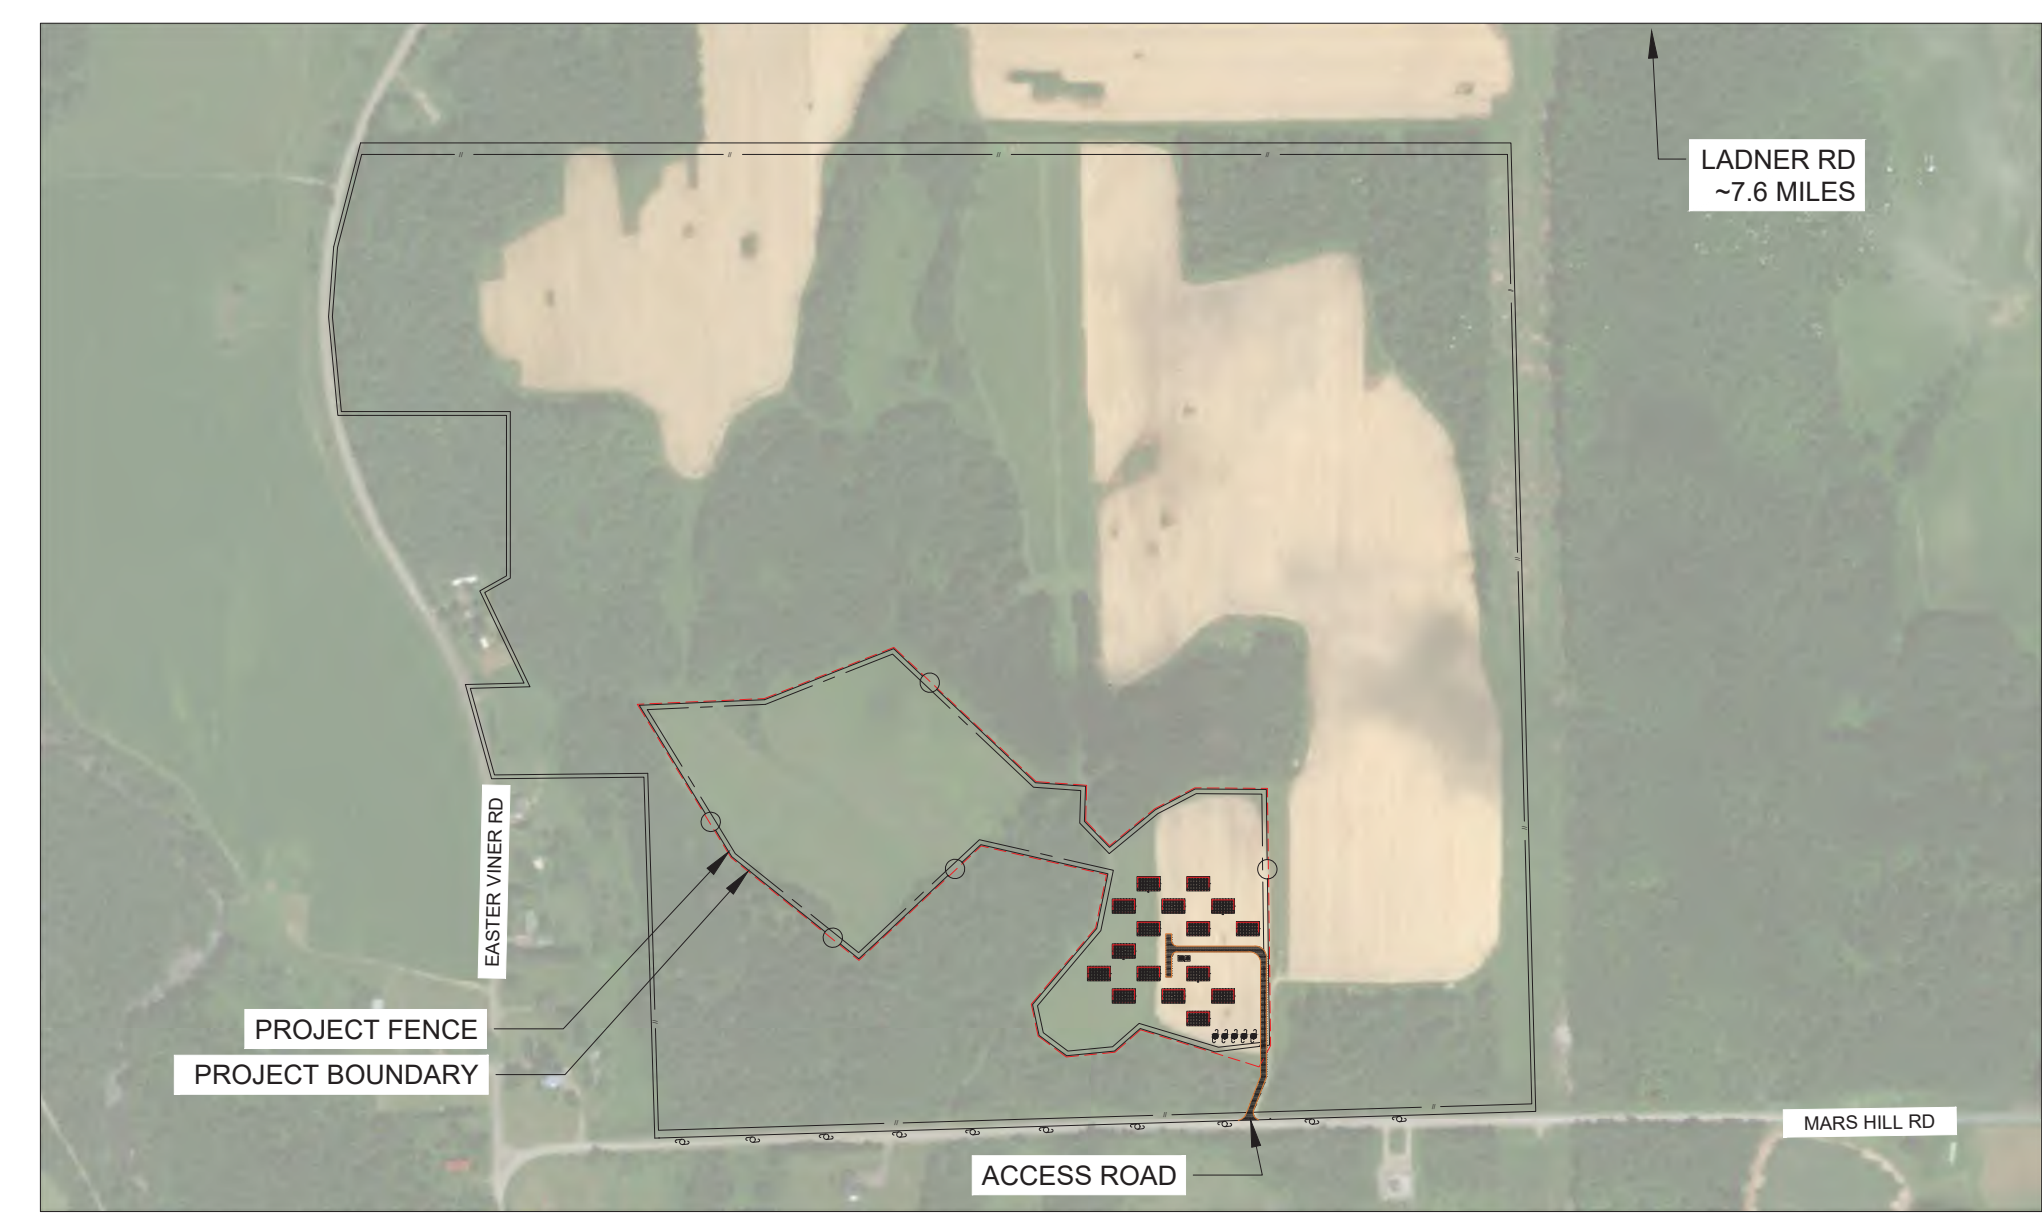 LADNER RD
~7.6 MILES
EASTER VINER RD
PROJECT FENCE
PROJECT BOUNDARY
MARS HILL RD
ACCESS ROAD